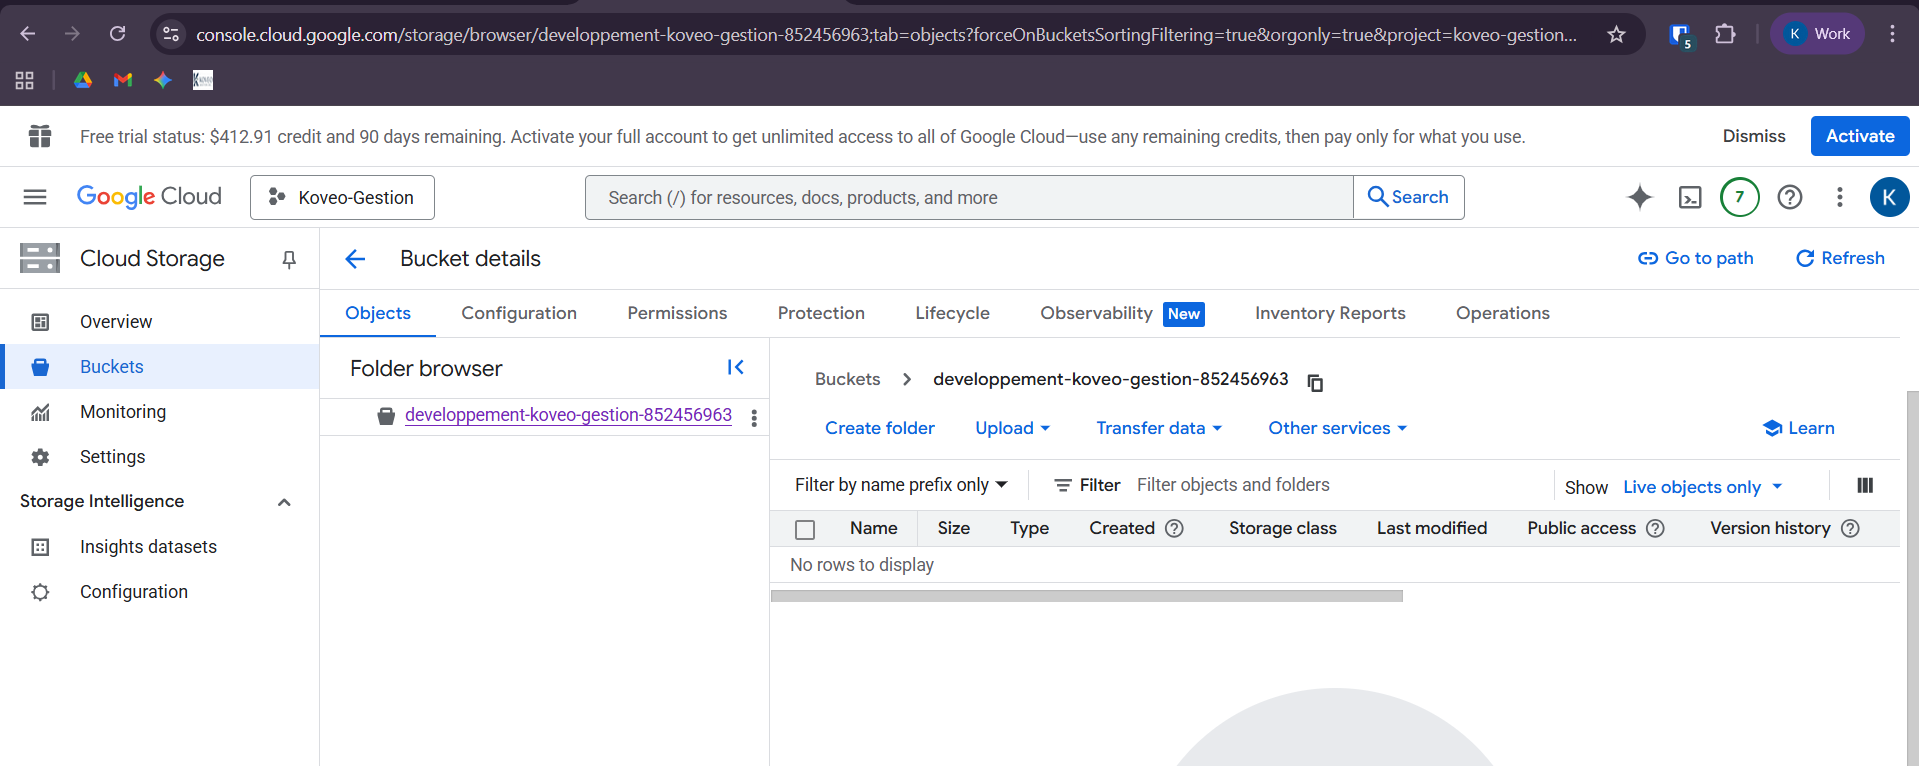 console.cloud.google.com/storage/browser/developpement-koveo-gestion-852456963;tab=objects?forceOnBucketsSortingFiltering=true&orgonly=true&project=koveo-gestion...
5
K Work
Free trial status: $412.91 credit and 90 days remaining. Activate your full account to get unlimited access to all of Google Cloud—use any remaining credits, then pay only for what you use.
Dismiss
Activate
Google Cloud
Koveo-Gestion
Search (/) for resources, docs, products, and more
Search
7
K
Cloud Storage
Overview
Buckets
Monitoring
Settings
Storage Intelligence
Insights datasets
Configuration
Bucket details
Go to path
Refresh
Objects
Configuration
Permissions
Protection
Lifecycle
Observability New
Inventory Reports
Operations
Folder browser
developpement-koveo-gestion-852456963
Buckets > developpement-koveo-gestion-852456963
Create folder
Upload
Transfer data
Other services
Learn
Filter by name prefix only
Filter Filter objects and folders
Show Live objects only
Name Size Type Created Storage class Last modified Public access Version history
No rows to display